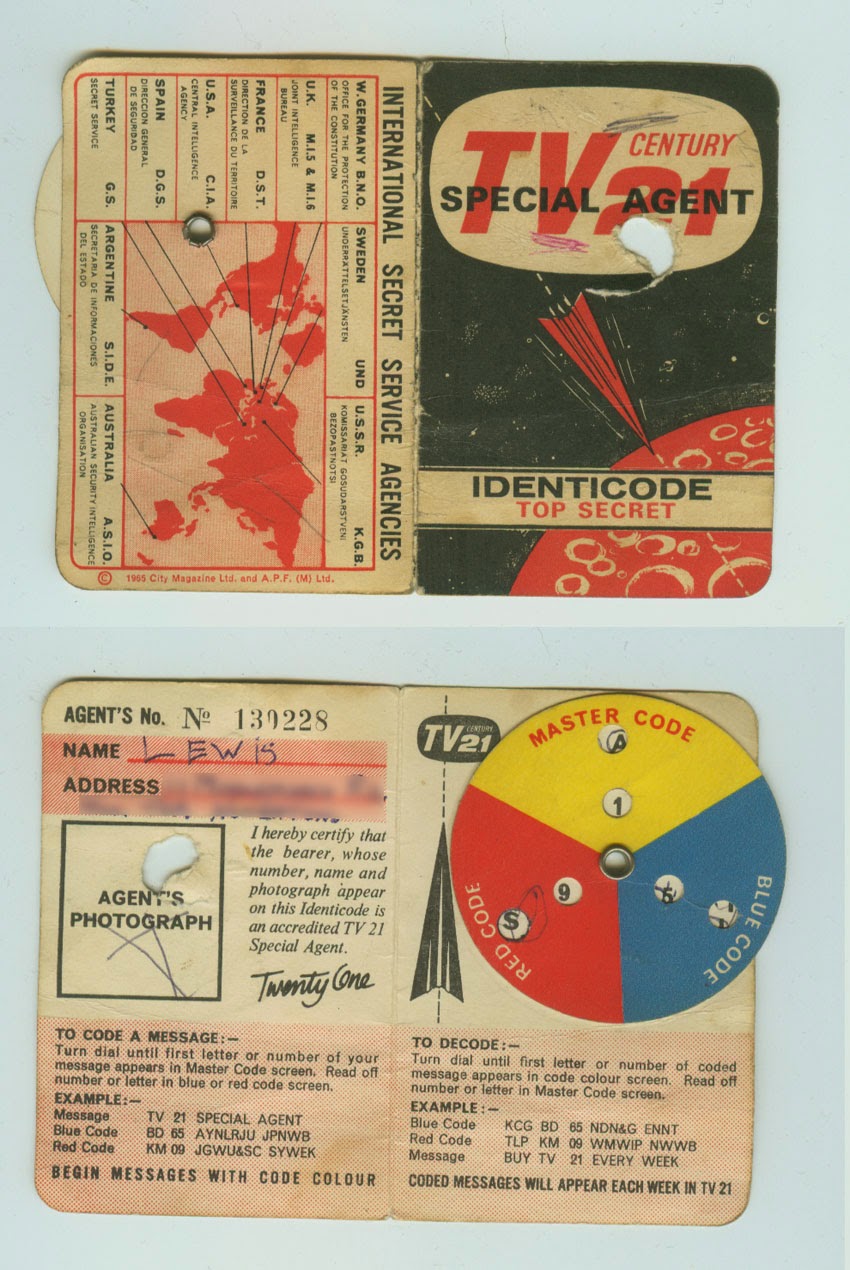 INTERNATIONAL SECRET SERVICE AGENCIES
W. GERMANY B.N.O.
OFFICE FOR THE PROTECTION
OF THE CONSTITUTION
SWEDEN UND
UNDERRÄTTELSETJÄNSTEN
U.S.S.R. K.G.B.
KOMISSARIAT GOSUDARSTVENI
BEZOPASTNOTSI
U.K. M.I.5 & M.I.6
JOINT INTELLIGENCE
BUREAU
FRANCE D.S.T.
DIRECTION DE LA
SURVEILLANCE DU TERRITOIRE
U.S.A. C.I.A.
CENTRAL INTELLIGENCE
AGENCY
SPAIN D.G.S.
DIRECCION GENERAL
DE SEGURIDAD
TURKEY G.S.
SECRET SERVICE
ARGENTINE S.I.D.E.
SECRETARIA DE INFORMACIONES
DEL ESTADO
AUSTRALIA A.S.I.O.
AUSTRALIAN SECURITY INTELLIGENCE
ORGANISATION
© 1965 City Magazine Ltd. and A.P.F. (M) Ltd.
TV CENTURY 21
SPECIAL AGENT
IDENTICODE
TOP SECRET
AGENT'S No. Nº 130228
NAME LEWIS
ADDRESS
AGENT'S
PHOTOGRAPH
I hereby certify that
the bearer, whose
number, name and
photograph appear
on this Identicode is
an accredited TV 21
Special Agent.
Twenty One
TO CODE A MESSAGE:—
Turn dial until first letter or number of your
message appears in Master Code screen. Read off
number or letter in blue or red code screen.
EXAMPLE:—
Message TV 21 SPECIAL AGENT
Blue Code BD 65 AYNLRJU JPNWB
Red Code KM 09 JGWU&SC SYWEK
BEGIN MESSAGES WITH CODE COLOUR
TV CENTURY 21
MASTER CODE
A
1
RED CODE
9
S
BLUE CODE
TO DECODE:—
Turn dial until first letter or number of coded
message appears in code colour screen. Read off
number or letter in Master Code screen.
EXAMPLE:—
Blue Code KCG BD 65 NDN&G ENNT
Red Code TLP KM 09 WMWIP NWWB
Message BUY TV 21 EVERY WEEK
CODED MESSAGES WILL APPEAR EACH WEEK IN TV 21